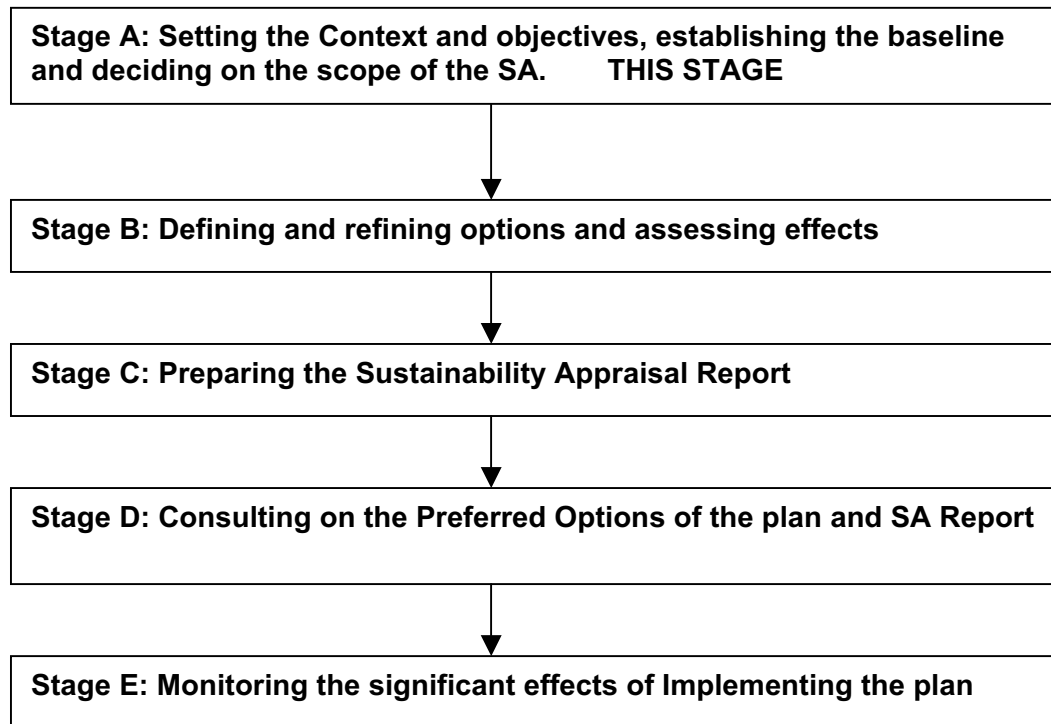 Stage A: Setting the Context and objectives, establishing the baseline
and deciding on the scope of the SA. THIS STAGE
Stage B: Defining and refining options and assessing effects
Stage C: Preparing the Sustainability Appraisal Report
Stage D: Consulting on the Preferred Options of the plan and SA Report
Stage E: Monitoring the significant effects of Implementing the plan